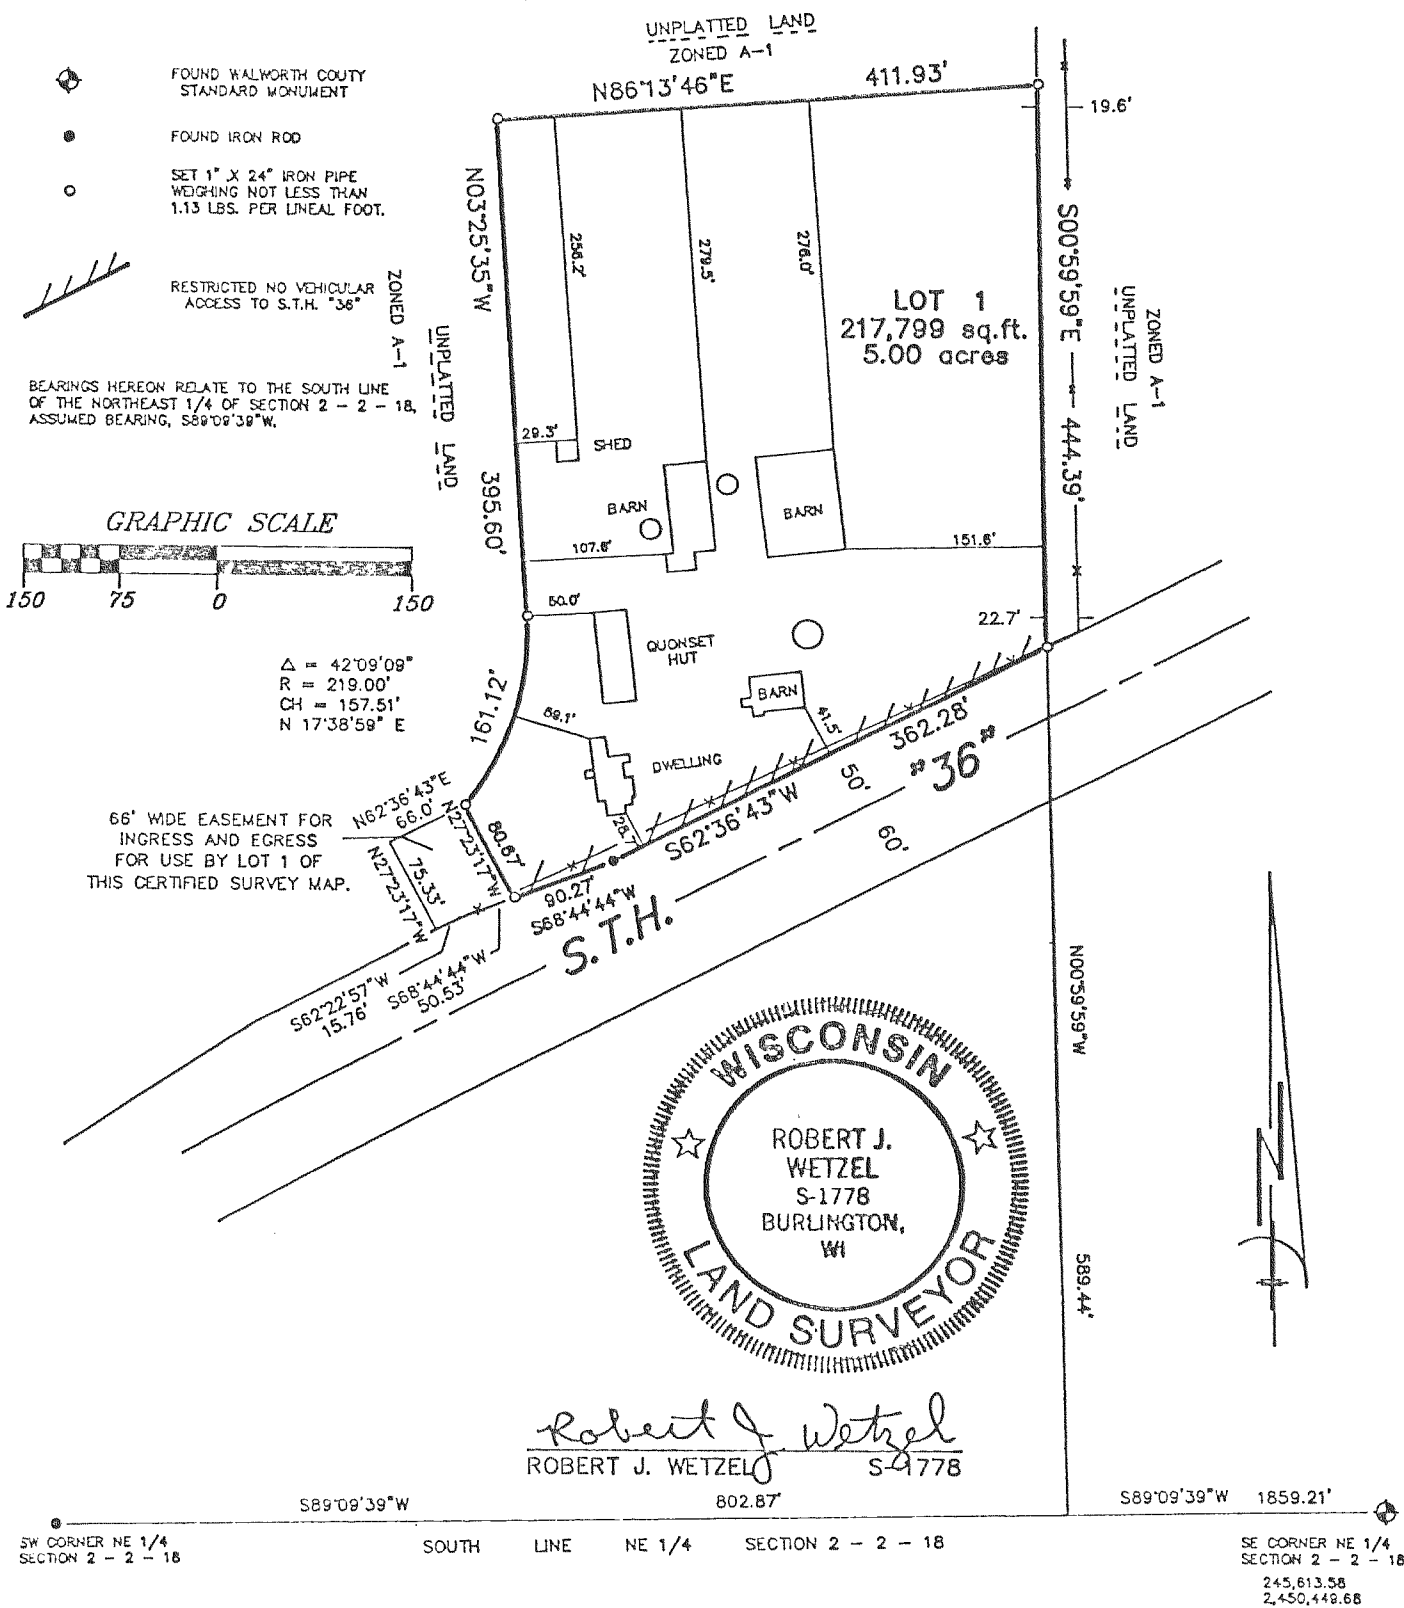 UNPLATTED LAND
ZONED A-1
N86°13'46"E 411.93'
FOUND WALWORTH COUTY
STANDARD MONUMENT
FOUND IRON ROD
SET 1" X 24" IRON PIPE
WEIGHING NOT LESS THAN
1.13 LBS. PER LINEAL FOOT.
RESTRICTED NO VEHICULAR
ACCESS TO S.T.H. "36"
BEARINGS HEREON RELATE TO THE SOUTH LINE
OF THE NORTHEAST 1/4 OF SECTION 2 - 2 - 18,
ASSUMED BEARING, S89°09'39"W.
ZONED A-1
UNPLATTED LAND
N03°25'35"W
395.60'
19.6'
S00°59'59"E
444.39'
UNPLATTED LAND
ZONED A-1
256.2'
279.5'
276.0'
LOT 1
217,799 sq.ft.
5.00 acres
29.3'
SHED
BARN
BARN
107.6'
151.6'
GRAPHIC SCALE
150 75 0 150
50.0'
QUONSET
HUT
22.7'
Δ = 42°09'09"
R = 219.00'
CH = 157.51'
N 17°38'59" E
161.12'
69.1'
BARN
41.5'
DWELLING
28.7'
362.28'
S62°36'43"W
"36"
50'
60'
66' WIDE EASEMENT FOR
INGRESS AND EGRESS
FOR USE BY LOT 1 OF
THIS CERTIFIED SURVEY MAP.
N62°36'43"E
66.0'
N27°23'17"W
80.67'
75.33'
N27°23'17"W
90.27'
S68°44'44"W
S.T.H.
S62°22'57"W
15.76'
S68°44'44"W
50.53'
N00°59'59"W
589.44'
WISCONSIN
ROBERT J.
WETZEL
S-1778
BURLINGTON,
WI
LAND SURVEYOR
N
Robert J Wetzel
ROBERT J. WETZEL S-1778
S89°09'39"W 802.87' S89°09'39"W 1859.21'
SW CORNER NE 1/4
SECTION 2 - 2 - 18
SOUTH LINE NE 1/4 SECTION 2 - 2 - 18
SE CORNER NE 1/4
SECTION 2 - 2 - 18
245,613.58
2,450,449.68